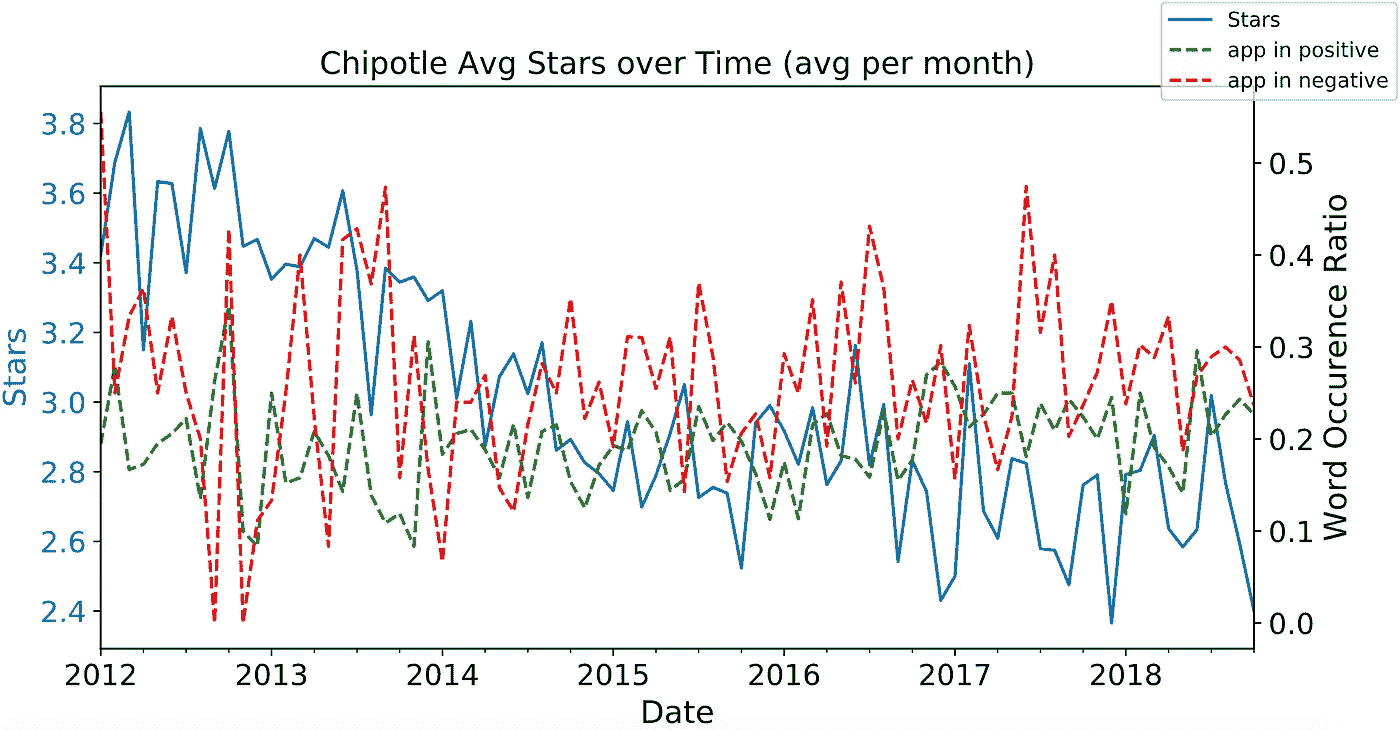 Stars
app in positive
app in negative
Chipotle Avg Stars over Time (avg per month)
3.8
3.6
3.4
3.2
3.0
2.8
2.6
2.4
Stars
0.5
0.4
0.3
0.2
0.1
0.0
Word Occurence Ratio
2012 2013 2014 2015 2016 2017 2018
Date